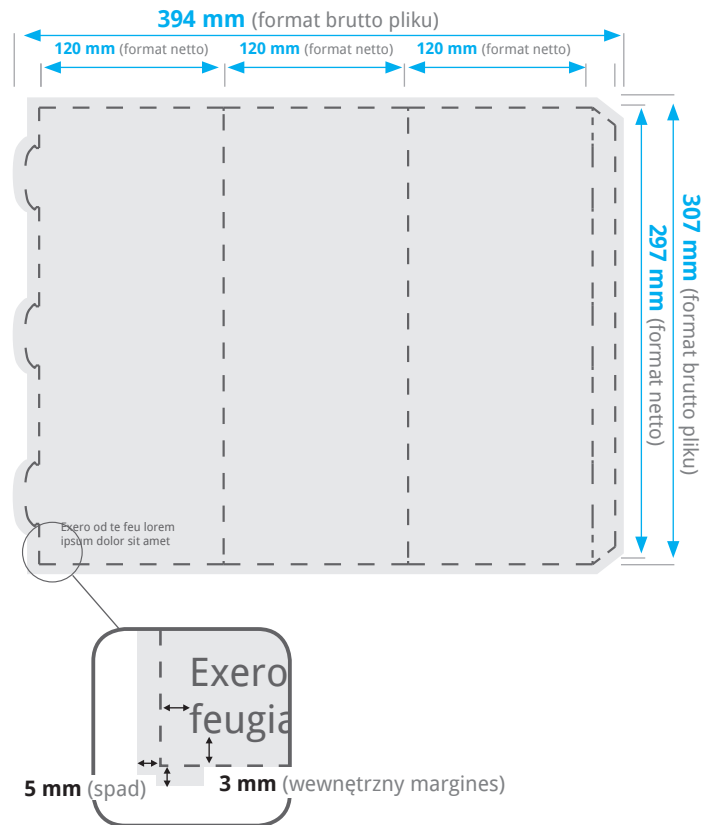 394 mm (format brutto pliku)
120 mm (format netto) 120 mm (format netto) 120 mm (format netto)
307 mm (format brutto pliku)
297 mm (format netto)
Exero od te feu lorem
ipsum dolor sit amet
Exero
feugia
5 mm (spad)
3 mm (wewnętrzny margines)